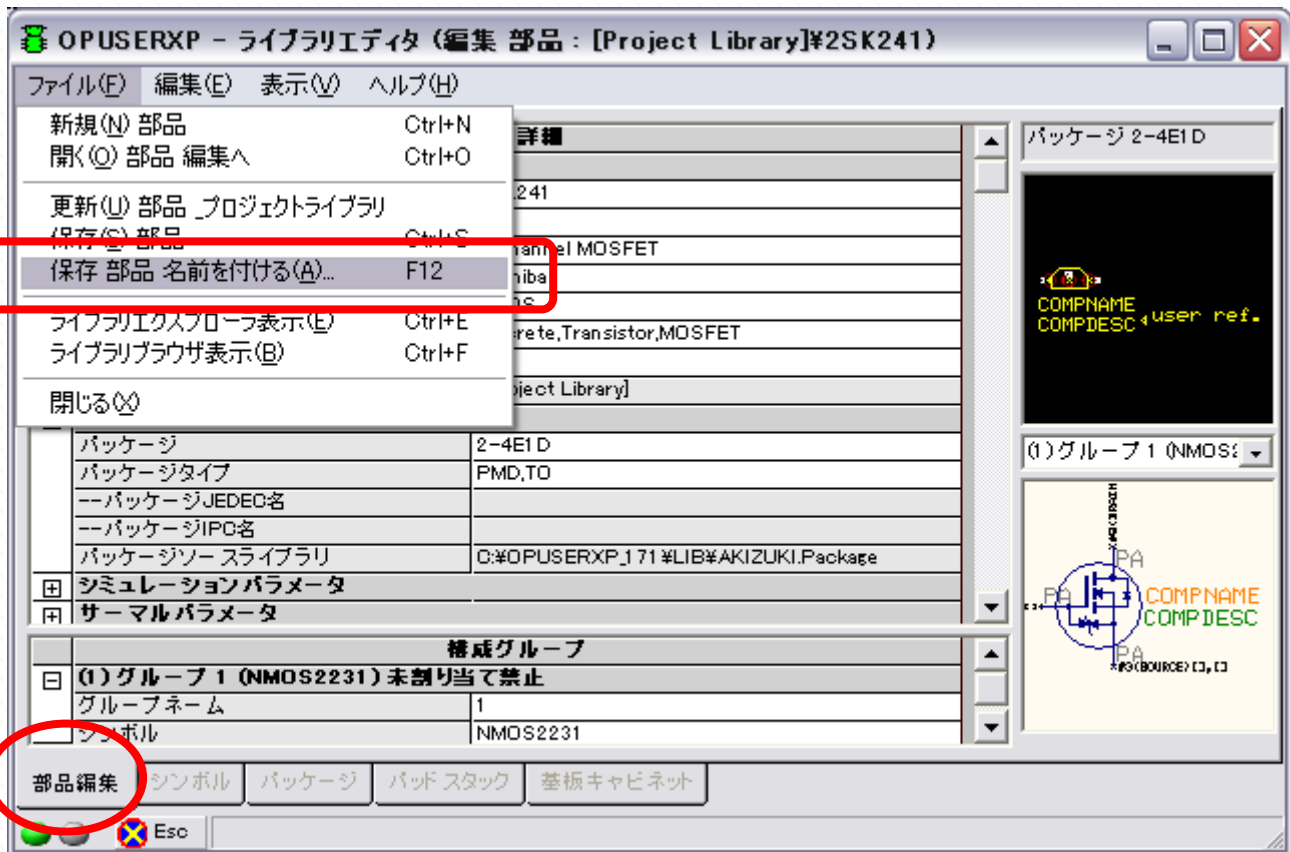 OPUSERXP - ライブラリエディタ (編集 部品 : [Project Library]¥2SK241)
ファイル(F) 編集(E) 表示(V) ヘルプ(H)
新規(N) 部品 Ctrl+N
開く(O) 部品 編集へ Ctrl+O
更新(U) 部品 _プロジェクトライブラリ
保存(S) 部品 Ctrl+S
保存 部品 名前を付ける(A)... F12
ライブラリエクスプローラ表示(E) Ctrl+E
ライブラリブラウザ表示(B) Ctrl+F
閉じる(X)
詳細
241
hannel MOSFET
hiba
crete,Transistor,MOSFET
ject Library]
パッケージ 2-4E1D
パッケージタイプ PMD,TO
--パッケージJEDEC名
--パッケージIPC名
パッケージソースライブラリ C:¥OPUSERXP_171¥LIB¥AKIZUKI.Package
シミュレーションパラメータ
サーマルパラメータ
構成グループ
(1) グループ 1 (NMOS2231) 未割り当て禁止
グループネーム 1
シンボル NMOS2231
パッケージ 2-4E1D
COMPNAME
COMPDESC
user ref.
(1)グループ 1 (NMOS
PA
PA
COMPNAME
COMPDESC
PA
部品編集 シンボル パッケージ パッド スタック 基板キャビネット
Esc